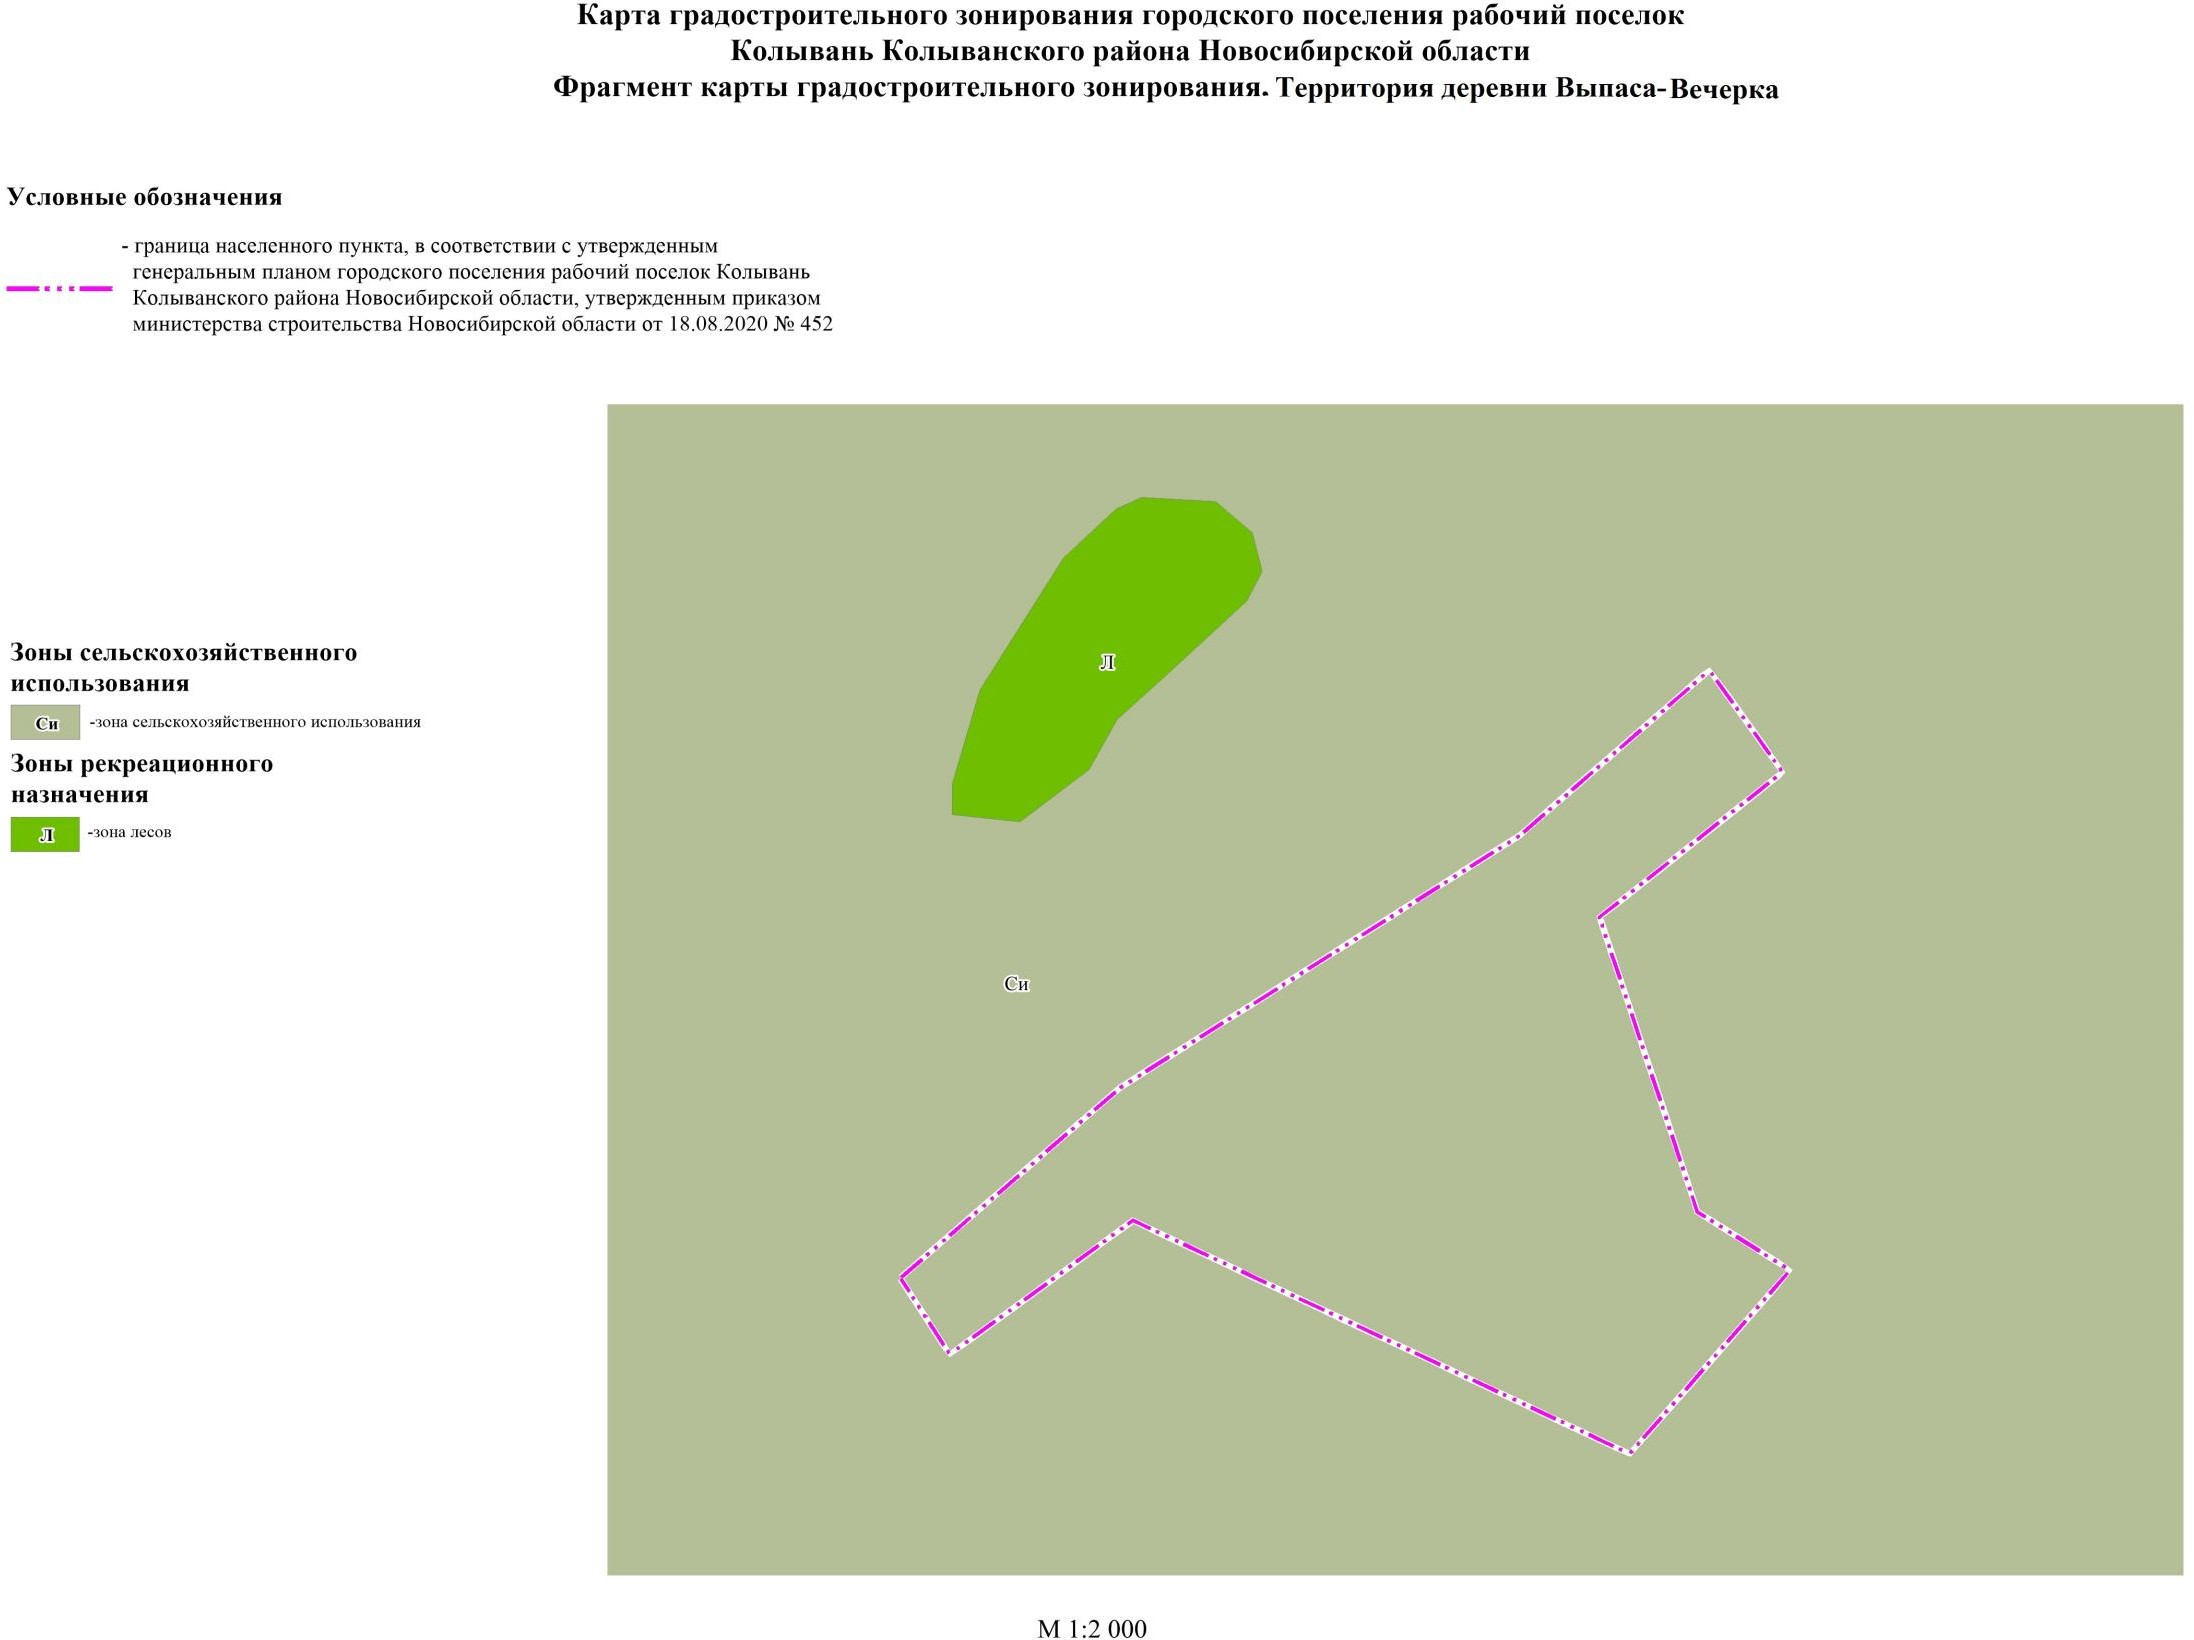 Карта градостроительного зонирования городского поселения рабочий поселок
Колывань Колыванского района Новосибирской области
Фрагмент карты градостроительного зонирования. Территория деревни Выпаса-Вечерка
Условные обозначения
- граница населенного пункта, в соответствии с утвержденным
генеральным планом городского поселения рабочий поселок Колывань
Колыванского района Новосибирской области, утвержденным приказом
министерства строительства Новосибирской области от 18.08.2020 № 452
Зоны сельскохозяйственного
использования
Си -зона сельскохозяйственного использования
Зоны рекреационного
назначения
Л -зона лесов
Л
Си
М 1:2 000